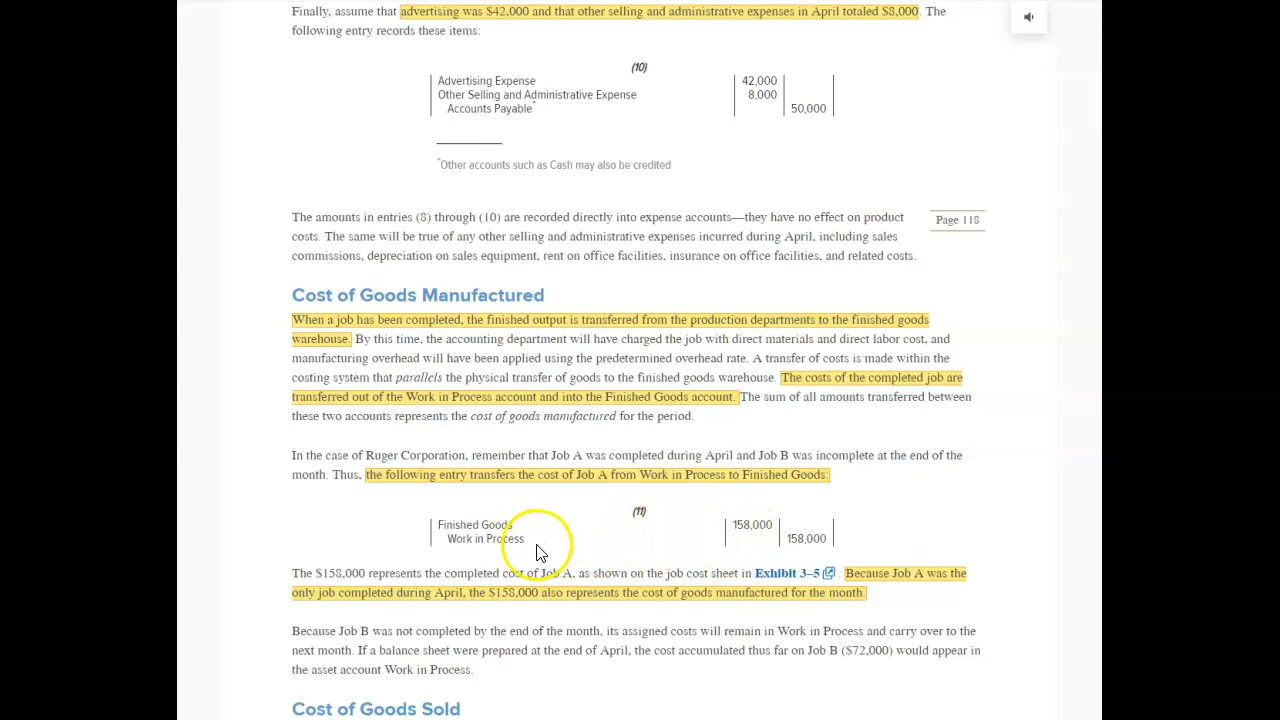 Finally, assume that advertising was $42,000 and that other selling and administrative expenses in April totaled $8,000. The
following entry records these items:
(10)
Advertising Expense 42,000
Other Selling and Administrative Expense 8,000
Accounts Payable* 50,000
*Other accounts such as Cash may also be credited
The amounts in entries (8) through (10) are recorded directly into expense accounts—they have no effect on product
Page 118
costs. The same will be true of any other selling and administrative expenses incurred during April, including sales
commissions, depreciation on sales equipment, rent on office facilities, insurance on office facilities, and related costs.
Cost of Goods Manufactured
When a job has been completed, the finished output is transferred from the production departments to the finished goods
warehouse. By this time, the accounting department will have charged the job with direct materials and direct labor cost, and
manufacturing overhead will have been applied using the predetermined overhead rate. A transfer of costs is made within the
costing system that parallels the physical transfer of goods to the finished goods warehouse. The costs of the completed job are
transferred out of the Work in Process account and into the Finished Goods account. The sum of all amounts transferred between
these two accounts represents the cost of goods manufactured for the period.
In the case of Ruger Corporation, remember that Job A was completed during April and Job B was incomplete at the end of the
month. Thus, the following entry transfers the cost of Job A from Work in Process to Finished Goods:
(11)
Finished Goods 158,000
Work in Process 158,000
The $158,000 represents the completed cost of Job A, as shown on the job cost sheet in Exhibit 3–5. Because Job A was the
only job completed during April, the $158,000 also represents the cost of goods manufactured for the month.
Because Job B was not completed by the end of the month, its assigned costs will remain in Work in Process and carry over to the
next month. If a balance sheet were prepared at the end of April, the cost accumulated thus far on Job B ($72,000) would appear in
the asset account Work in Process.
Cost of Goods Sold